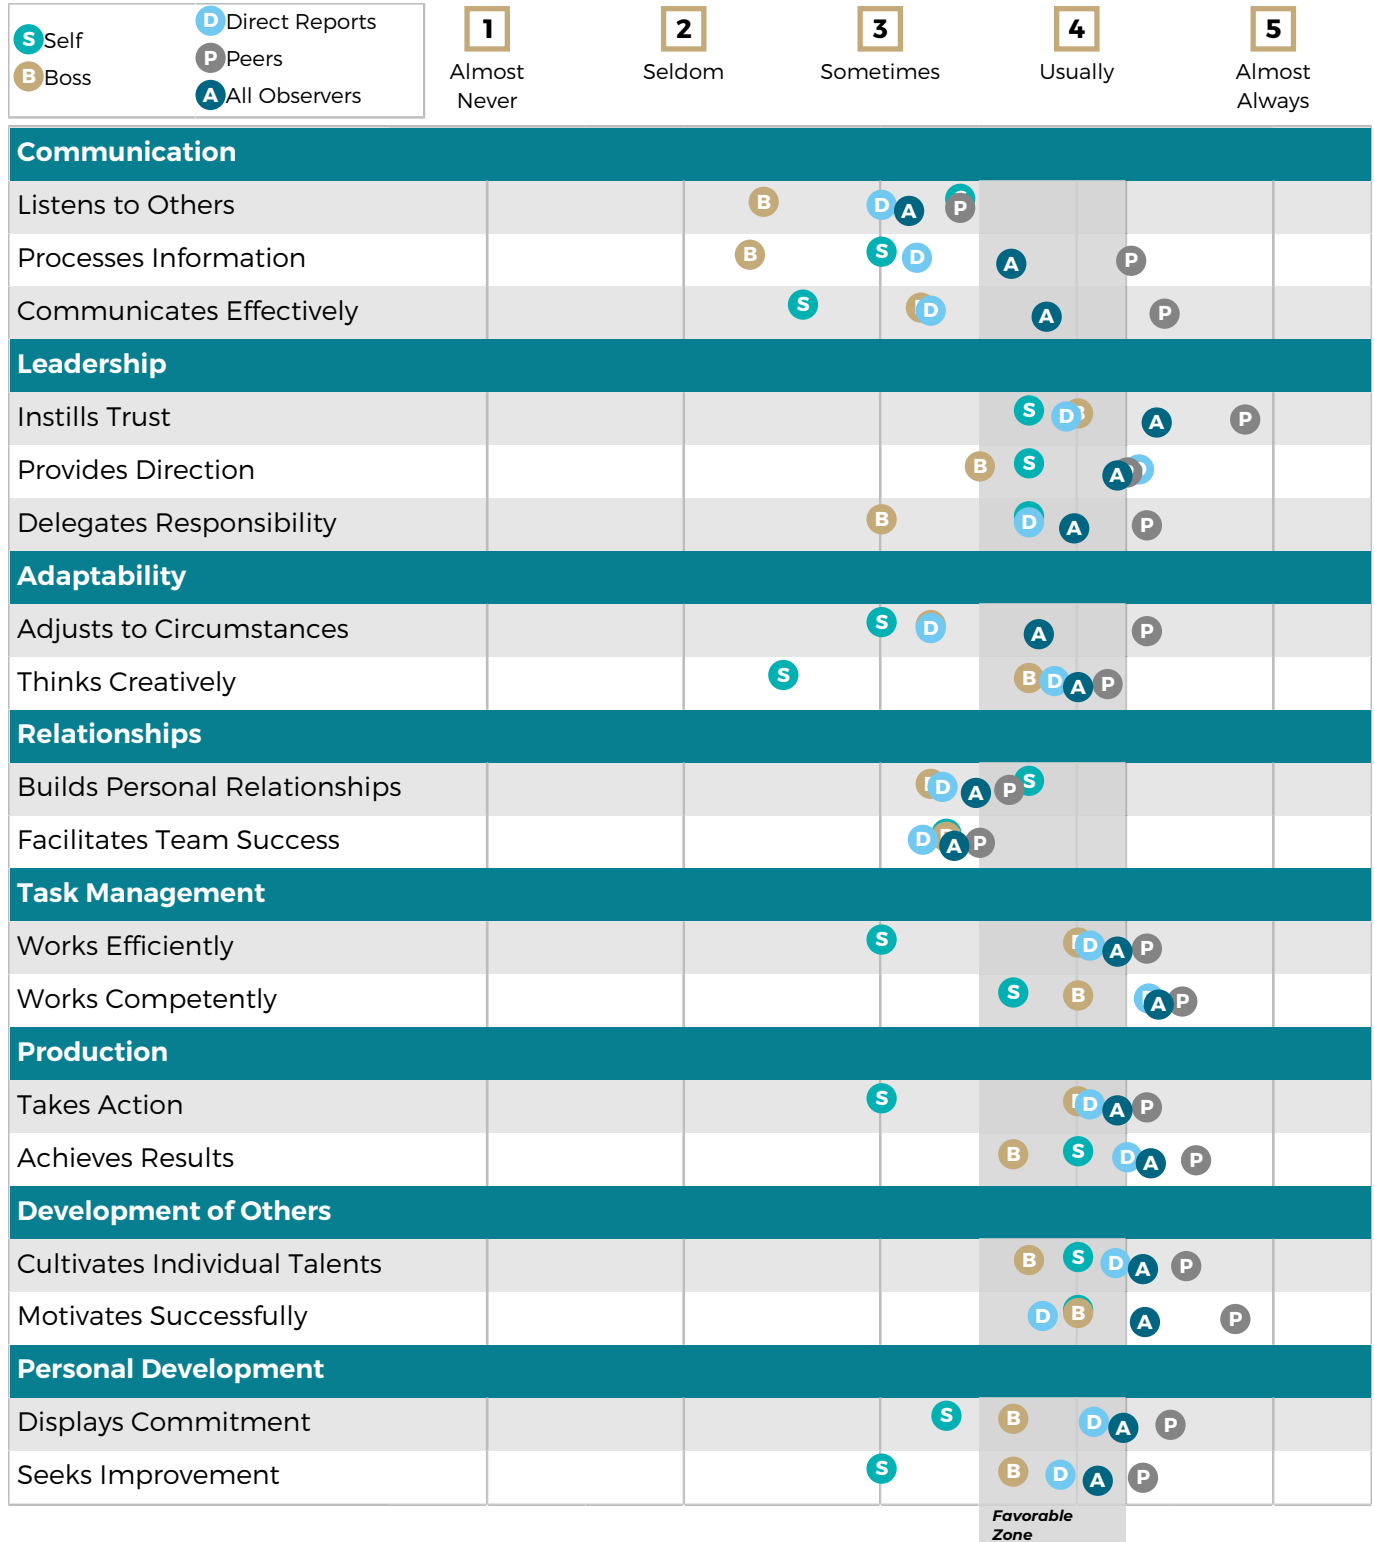 S Self
B Boss
D Direct Reports
P Peers
A All Observers
1 2 3 4 5
Almost Never
Seldom
Sometimes
Usually
Almost Always
Communication
Listens to Others B D A P
Processes Information B S D A P
Communicates Effectively S D A P
Leadership
Instills Trust S D B A P
Provides Direction B S A
Delegates Responsibility B D A P
Adaptability
Adjusts to Circumstances S D A P
Thinks Creatively S B D A P
Relationships
Builds Personal Relationships D A P S
Facilitates Team Success D A P
Task Management
Works Efficiently S D A P
Works Competently S B A P
Production
Takes Action S D A P
Achieves Results B S D A P
Development of Others
Cultivates Individual Talents B S D A P
Motivates Successfully D B A P
Personal Development
Displays Commitment S B D A P
Seeks Improvement S B D A P
Favorable
Zone